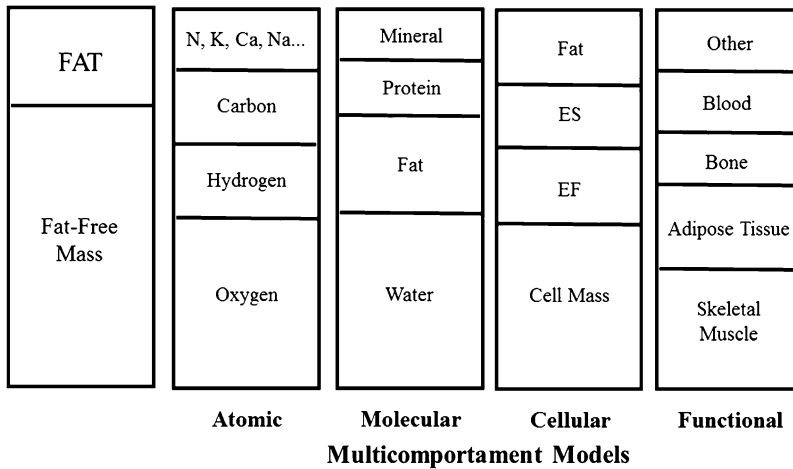 FAT
Fat-Free
Mass
N, K, Ca, Na...
Carbon
Hydrogen
Oxygen
Atomic
Mineral
Protein
Fat
Water
Molecular
Fat
ES
EF
Cell Mass
Cellular
Other
Blood
Bone
Adipose Tissue
Skeletal
Muscle
Functional
Multicomportament Models